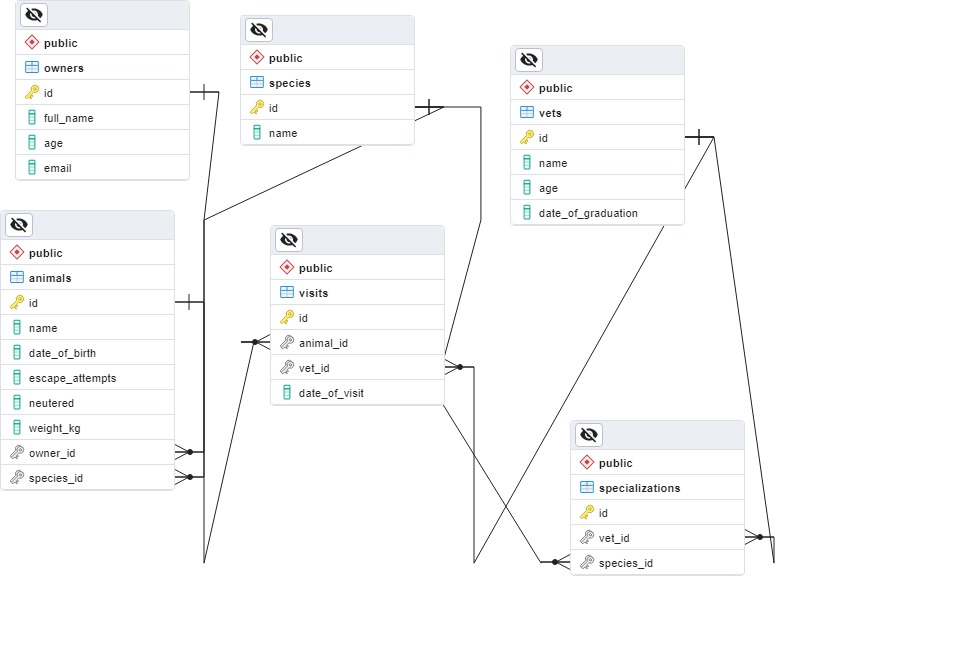 public
owners
id
full_name
age
email
public
species
id
name
public
vets
id
name
age
date_of_graduation
public
animals
id
name
date_of_birth
escape_attempts
neutered
weight_kg
owner_id
species_id
public
visits
id
animal_id
vet_id
date_of_visit
public
specializations
id
vet_id
species_id